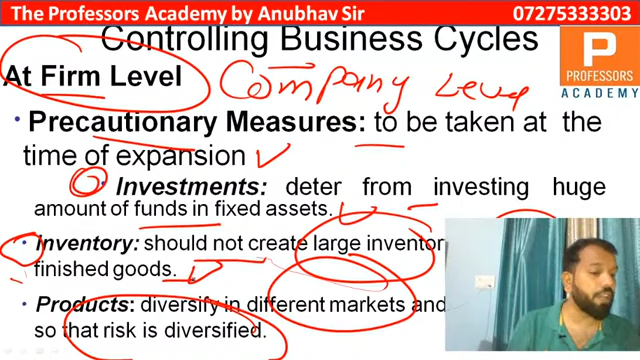 The Professors Academy by Anubhav Sir 07275333303
Controlling Business Cycles
At Firm Level Company Level
P
PROFESSORS
ACADEMY
• Precautionary Measures: to be taken at the
time of expansion
• Investments: deter from investing huge
amount of funds in fixed assets.
• Inventory: should not create large
finished goods.
• Products: diversify in different markets and
so that risk is diversified.